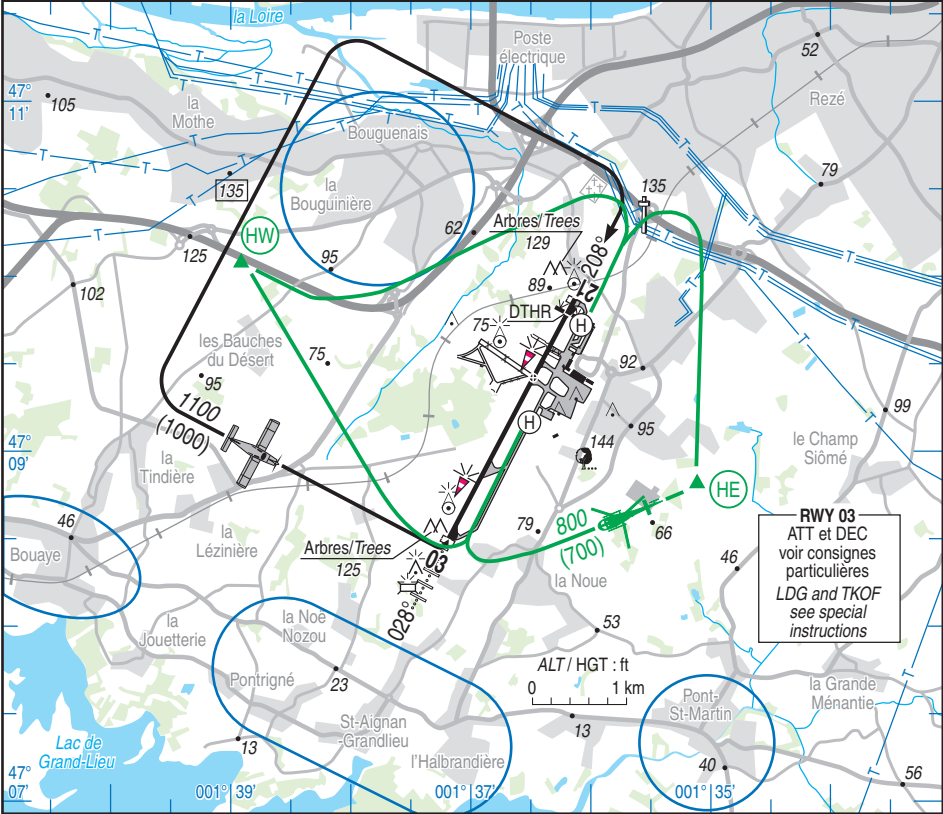 la Loire
Poste
électrique
52
47°
11'
105
la
Mothe
Rezé
Bouguenais
T
135
la
Bouguinière
79
135
HW
62
Arbres/Trees
129
208°
125
95
21
102
89
DTHR
75
H
les Bauches
du Désert
75
92
95
99
1100
(1000)
H
95
144
le Champ
Siômé
47°
09'
la
Tindière
HE
46
Bouaye
la
Lézinière
79
800
(700)
66
RWY 03
ATT et DEC
voir consignes
particulières
LDG and TKOF
see special
instructions
Arbres/Trees
125
03
la Noue
46
028°
la
Jouetterie
la Noë
Nozou
53
ALT / HGT : ft
0 1 km
Pontrigné
23
Pont-
St-Martin
la Grande
Ménantie
St-Aignan
-Grandlieu
13
13
Lac de
Grand-Lieu
l'Halbrandière
40
56
47°
07'
001° 39'
001° 37'
001° 35'